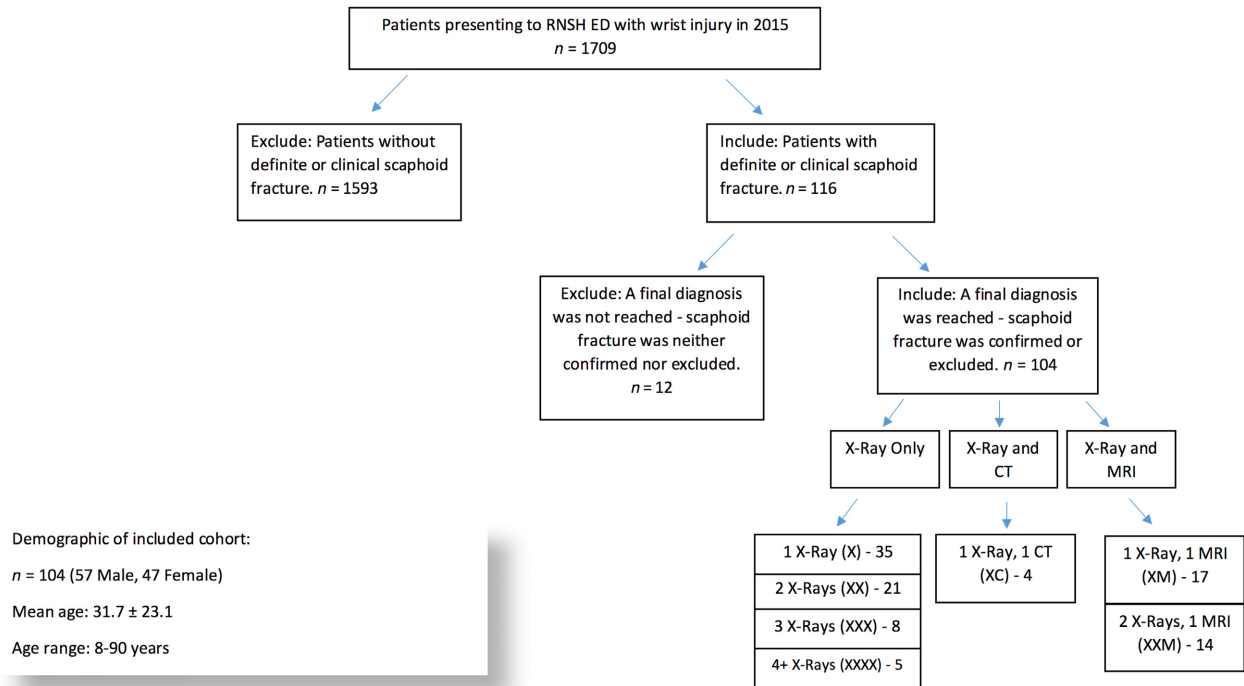 Patients presenting to RNSH ED with wrist injury in 2015
n = 1709
Exclude: Patients without
definite or clinical scaphoid
fracture. n = 1593
Include: Patients with
definite or clinical scaphoid
fracture. n = 116
Exclude: A final diagnosis
was not reached - scaphoid
fracture was neither
confirmed nor excluded.
n = 12
Include: A final diagnosis
was reached - scaphoid
fracture was confirmed or
excluded. n = 104
X-Ray Only
X-Ray and
CT
X-Ray and
MRI
1 X-Ray (X) - 35
2 X-Rays (XX) - 21
3 X-Rays (XXX) - 8
4+ X-Rays (XXXX) - 5
1 X-Ray, 1 CT
(XC) - 4
1 X-Ray, 1 MRI
(XM) - 17
2 X-Rays, 1 MRI
(XXM) - 14
Demographic of included cohort:
n = 104 (57 Male, 47 Female)
Mean age: 31.7 ± 23.1
Age range: 8-90 years